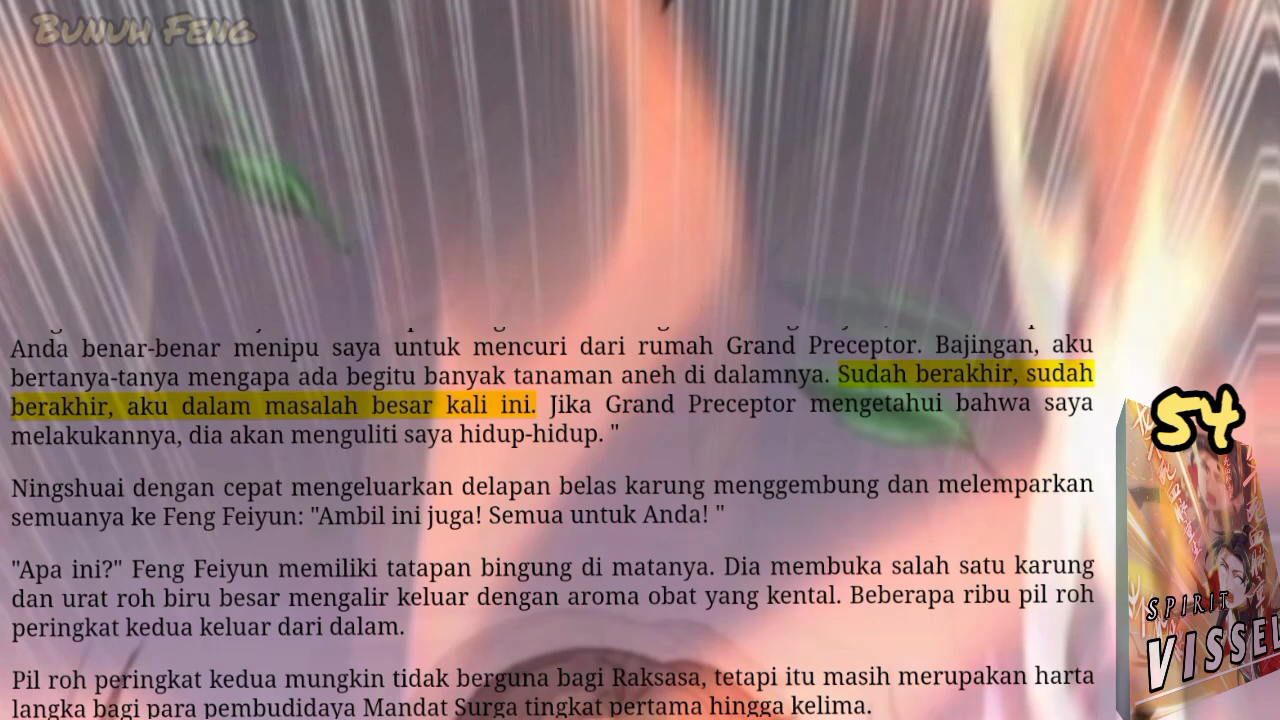 Bunuh Feng
Anda benar-benar menipu saya untuk mencuri dari rumah Grand Preceptor. Bajingan, aku
bertanya-tanya mengapa ada begitu banyak tanaman aneh di dalamnya. Sudah berakhir, sudah
berakhir, aku dalam masalah besar kali ini. Jika Grand Preceptor mengetahui bahwa saya
melakukannya, dia akan menguliti saya hidup-hidup. "
Ningshuai dengan cepat mengeluarkan delapan belas karung menggembung dan melemparkan
semuanya ke Feng Feiyun: "Ambil ini juga! Semua untuk Anda! "
"Apa ini?" Feng Feiyun memiliki tatapan bingung di matanya. Dia membuka salah satu karung
dan urat roh biru besar mengalir keluar dengan aroma obat yang kental. Beberapa ribu pil roh
peringkat kedua keluar dari dalam.
Pil roh peringkat kedua mungkin tidak berguna bagi Raksasa, tetapi itu masih merupakan harta
langka bagi para pembudidaya Mandat Surga tingkat pertama hingga kelima.
54
SPIRIT
VISSEL